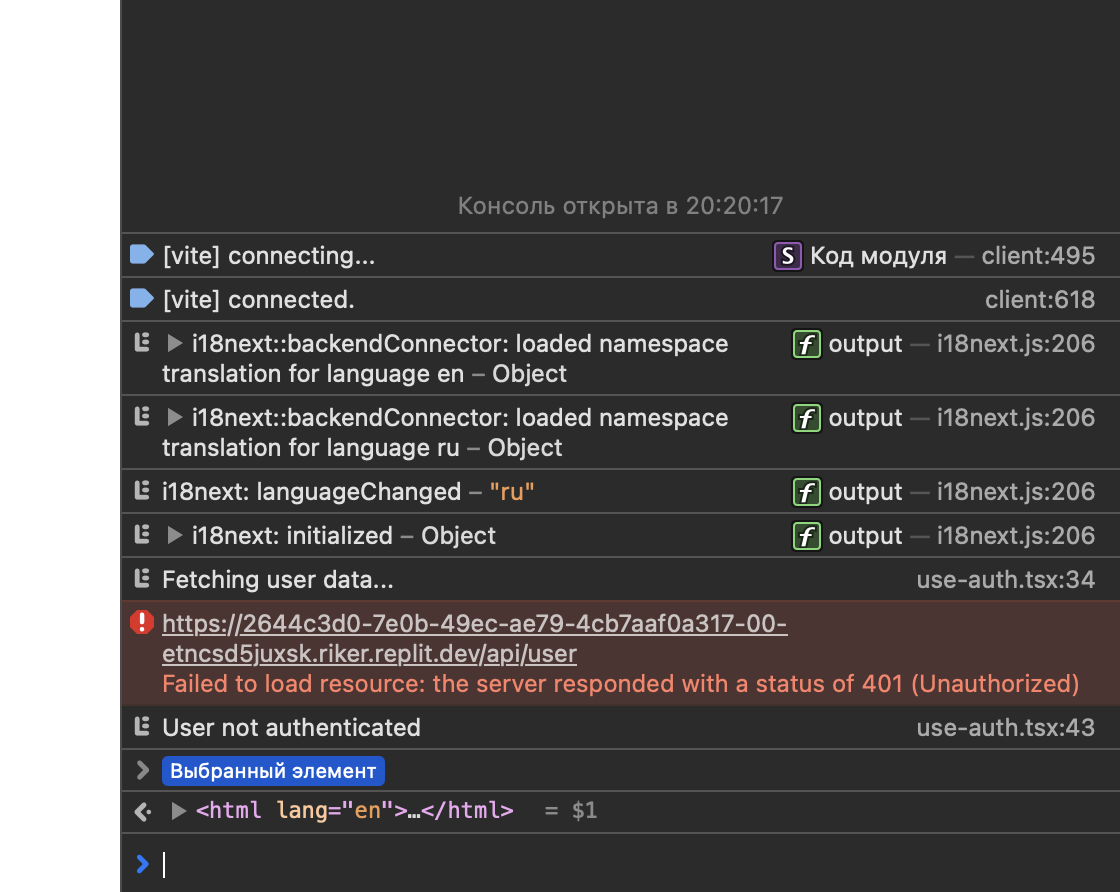 Консоль открыта в 20:20:17
[vite] connecting... S Код модуля — client:495
[vite] connected. client:618
i18next::backendConnector: loaded namespace f output — i18next.js:206
translation for language en – Object
i18next::backendConnector: loaded namespace f output — i18next.js:206
translation for language ru – Object
i18next: languageChanged – "ru" f output — i18next.js:206
i18next: initialized – Object f output — i18next.js:206
Fetching user data... use-auth.tsx:34
https://2644c3d0-7e0b-49ec-ae79-4cb7aaf0a317-00-
etncsd5juxsk.riker.replit.dev/api/user
Failed to load resource: the server responded with a status of 401 (Unauthorized)
User not authenticated use-auth.tsx:43
Выбранный элемент
<html lang="en">…</html> = $1